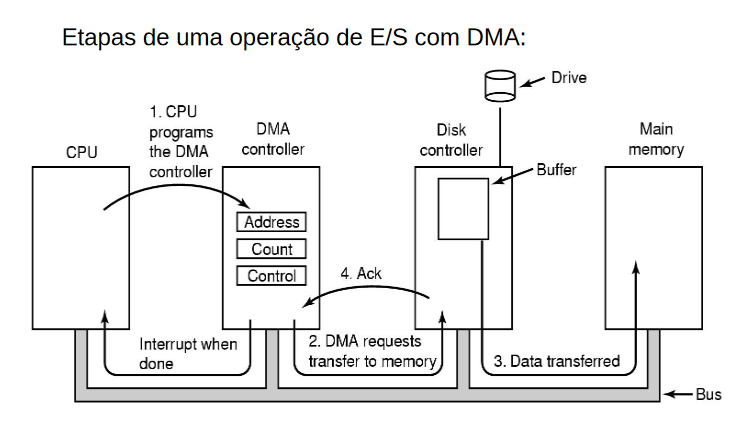 Etapas de uma operação de E/S com DMA:
Drive
1. CPU
programs
the DMA
controller
CPU
DMA
controller
Disk
controller
Main
memory
Buffer
Address
Count
Control
4. Ack
Interrupt when
done
2. DMA requests
transfer to memory
3. Data transferred
Bus